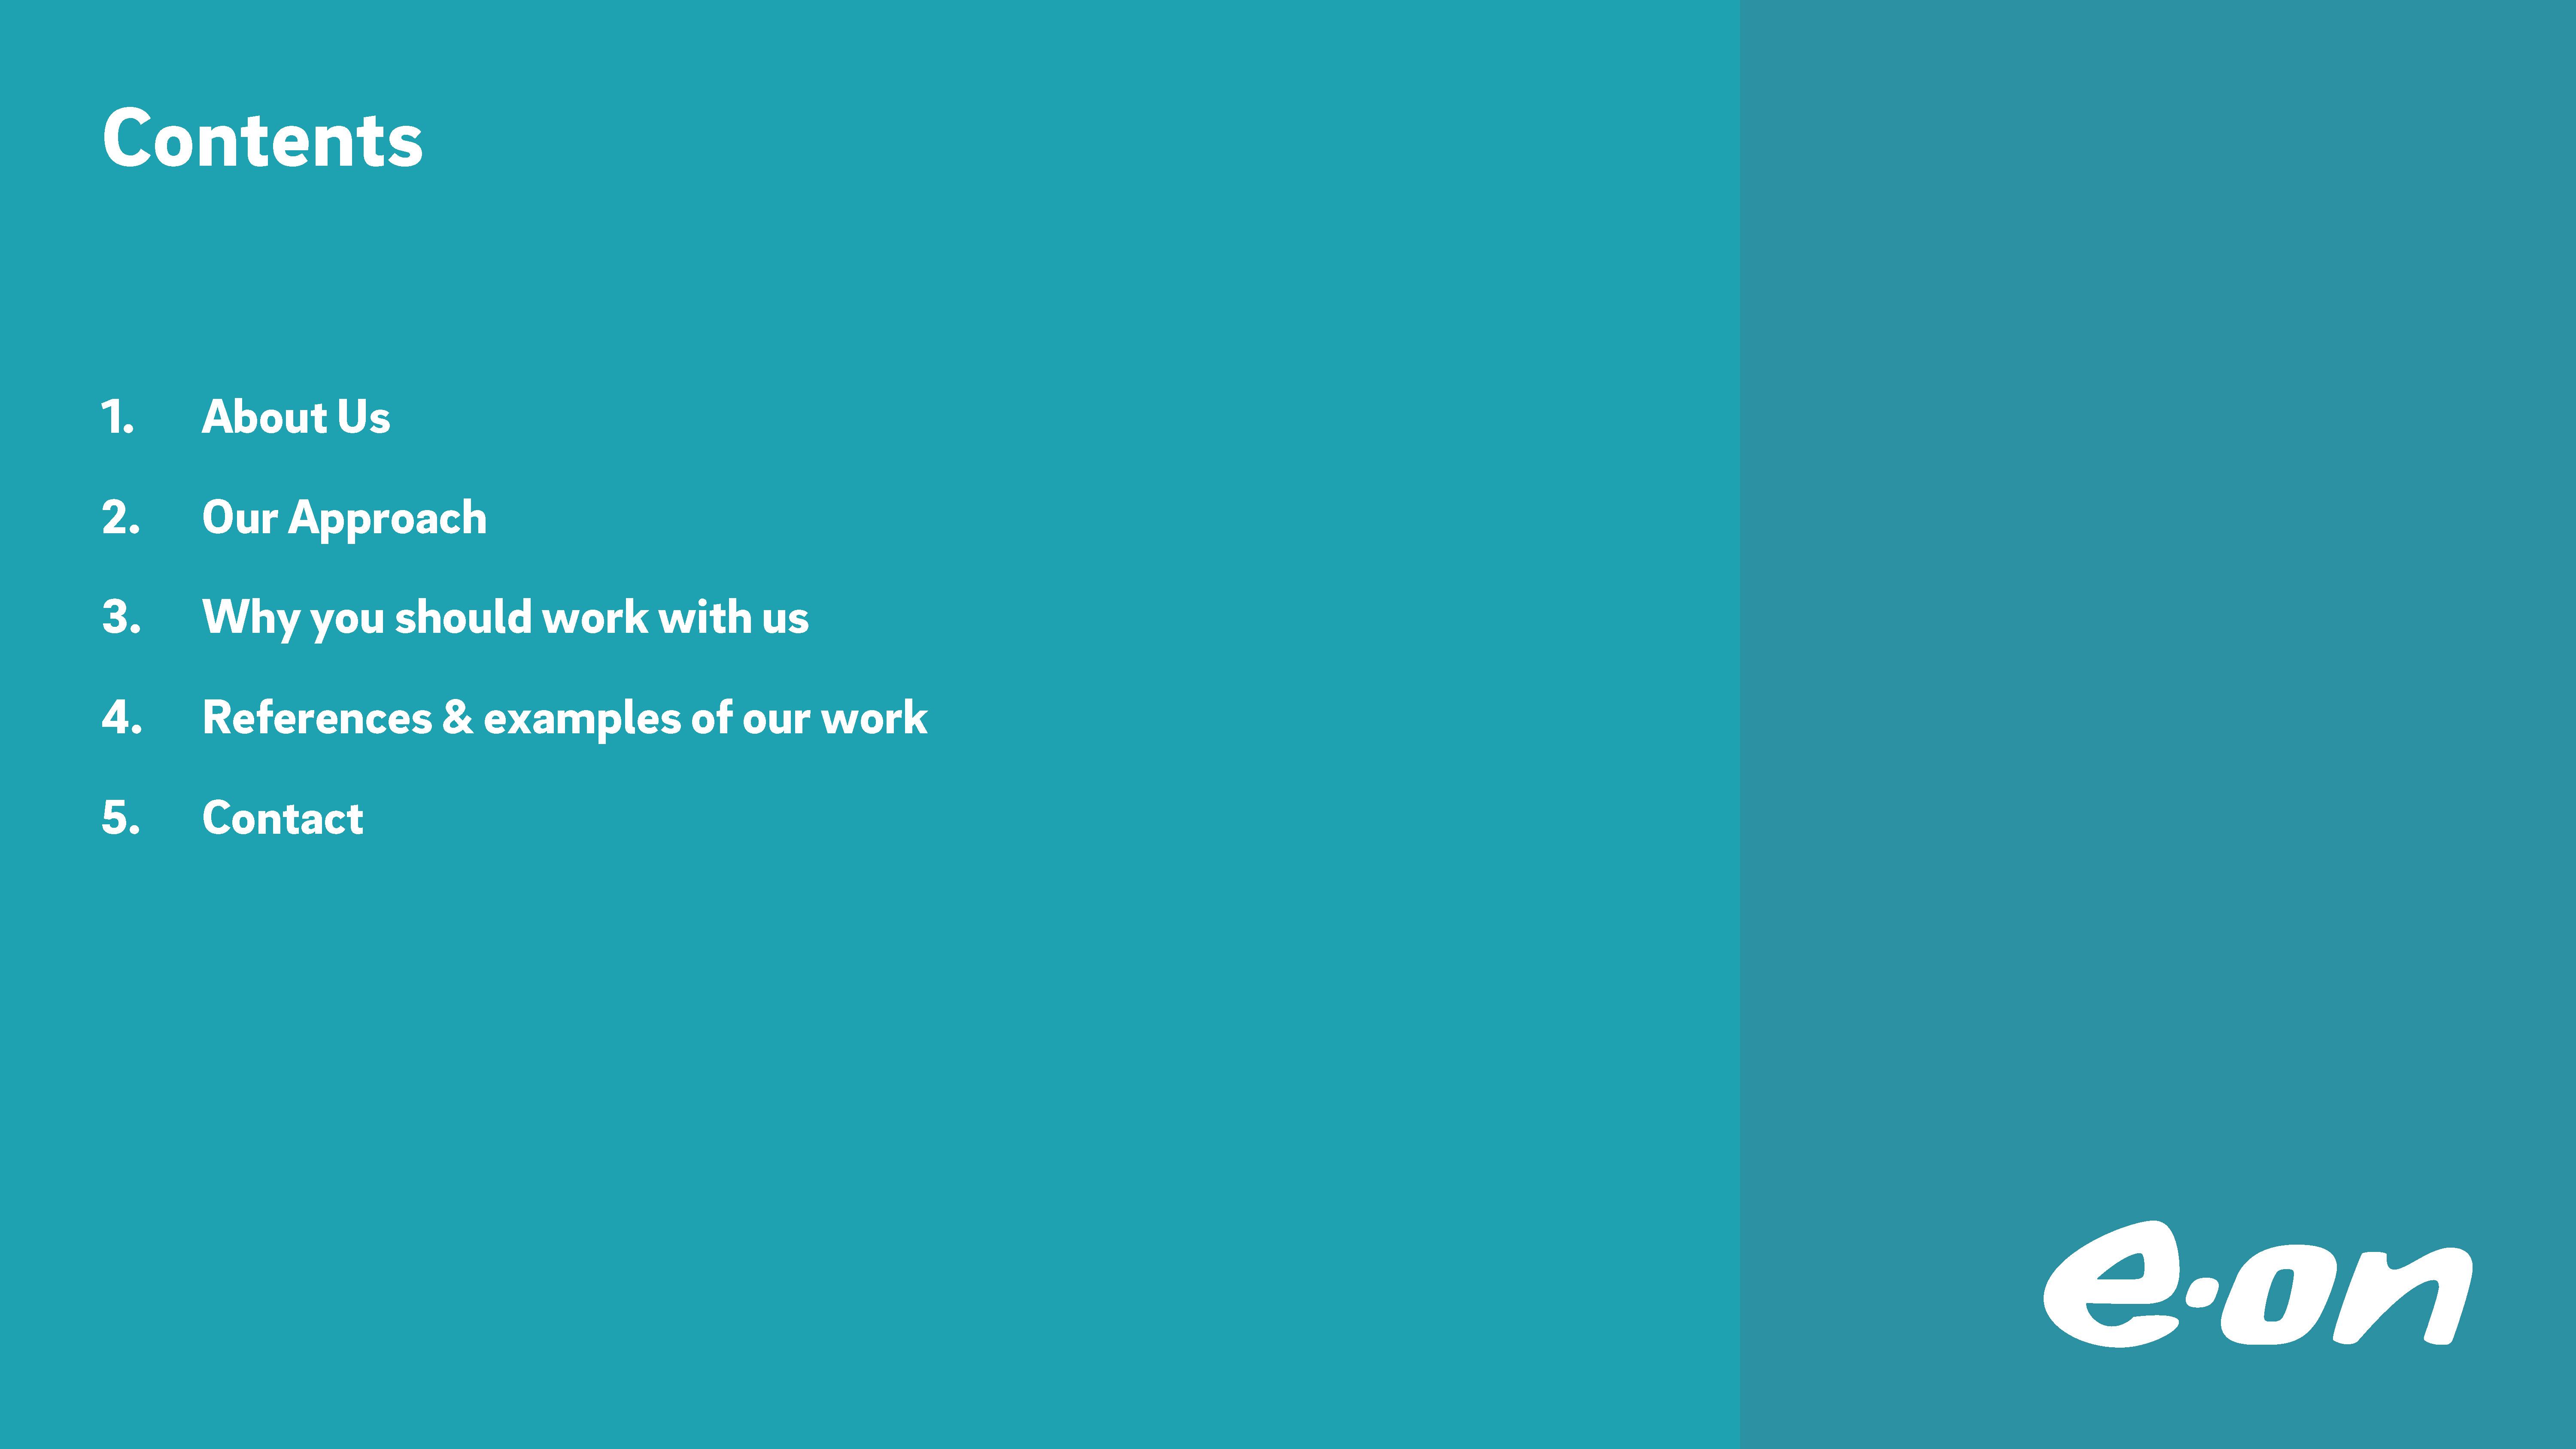 Contents
1. About Us
2. Our Approach
3. Why you should work with us
4. References & examples of our work
5. Contact
e·on